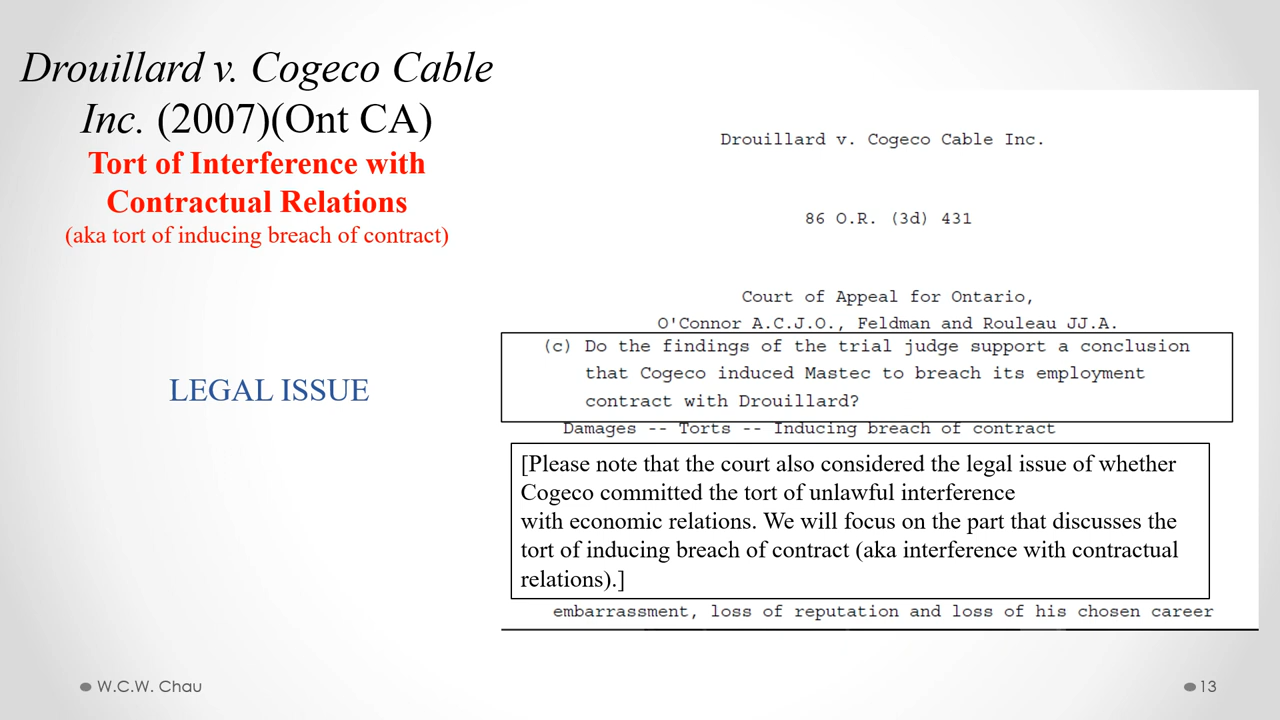 Drouillard v. Cogeco Cable
Inc. (2007)(Ont CA)
Tort of Interference with
Contractual Relations
(aka tort of inducing breach of contract)
LEGAL ISSUE
Drouillard v. Cogeco Cable Inc.
86 O.R. (3d) 431
Court of Appeal for Ontario,
O'Connor A.C.J.O., Feldman and Rouleau JJ.A.
(c) Do the findings of the trial judge support a conclusion
that Cogeco induced Mastec to breach its employment
contract with Drouillard?
Damages -- Torts -- Inducing breach of contract
[Please note that the court also considered the legal issue of whether
Cogeco committed the tort of unlawful interference
with economic relations. We will focus on the part that discusses the
tort of inducing breach of contract (aka interference with contractual
relations).]
embarrassment, loss of reputation and loss of his chosen career
W.C.W. Chau
13